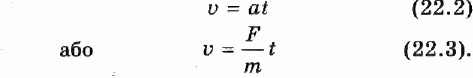 υ = at (22.2)
або υ = F/m t (22.3).